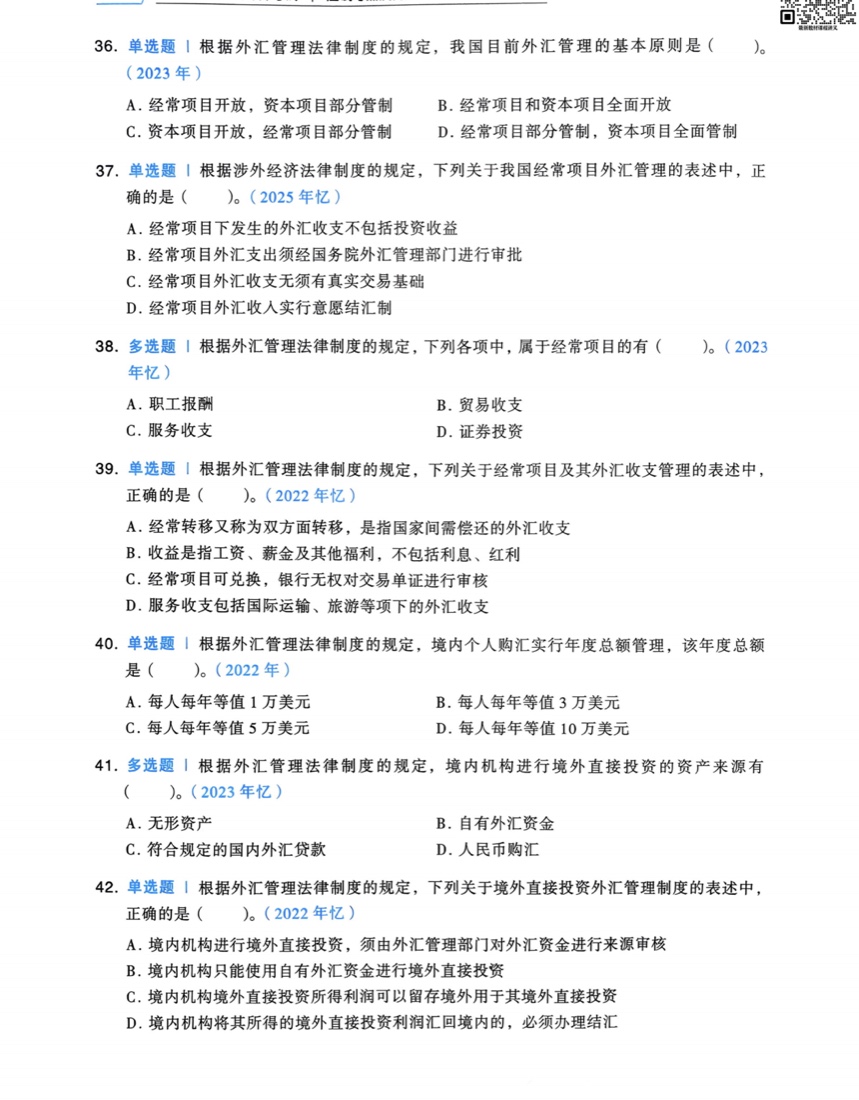 36. 单选题 | 根据外汇管理法律制度的规定，我国目前外汇管理的基本原则是（　　）。
（2023 年）
A. 经常项目开放，资本项目部分管制　　B. 经常项目和资本项目全面开放
C. 资本项目开放，经常项目部分管制　　D. 经常项目部分管制，资本项目全面管制
37. 单选题 | 根据涉外经济法律制度的规定，下列关于我国经常项目外汇管理的表述中，正
确的是（　　）。（2025 年忆）
A. 经常项目下发生的外汇收支不包括投资收益
B. 经常项目外汇支出须经国务院外汇管理部门进行审批
C. 经常项目外汇收支无须有真实交易基础
D. 经常项目外汇收入实行意愿结汇制
38. 多选题 | 根据外汇管理法律制度的规定，下列各项中，属于经常项目的有（　　）。（2023
年忆）
A. 职工报酬　　B. 贸易收支
C. 服务收支　　D. 证券投资
39. 单选题 | 根据外汇管理法律制度的规定，下列关于经常项目及其外汇收支管理的表述中，
正确的是（　　）。（2022 年忆）
A. 经常转移又称为双方面转移，是指国家间需偿还的外汇收支
B. 收益是指工资、薪金及其他福利，不包括利息、红利
C. 经常项目可兑换，银行无权对交易单证进行审核
D. 服务收支包括国际运输、旅游等项下的外汇收支
40. 单选题 | 根据外汇管理法律制度的规定，境内个人购汇实行年度总额管理，该年度总额
是（　　）。（2022 年）
A. 每人每年等值 1 万美元　　B. 每人每年等值 3 万美元
C. 每人每年等值 5 万美元　　D. 每人每年等值 10 万美元
41. 多选题 | 根据外汇管理法律制度的规定，境内机构进行境外直接投资的资产来源有
（　　）。（2023 年忆）
A. 无形资产　　B. 自有外汇资金
C. 符合规定的国内外汇贷款　　D. 人民币购汇
42. 单选题 | 根据外汇管理法律制度的规定，下列关于境外直接投资外汇管理制度的表述中，
正确的是（　　）。（2022 年忆）
A. 境内机构进行境外直接投资，须由外汇管理部门对外汇资金进行来源审核
B. 境内机构只能使用自有外汇资金进行境外直接投资
C. 境内机构境外直接投资所得利润可以留存境外用于其境外直接投资
D. 境内机构将其所得的境外直接投资利润汇回境内的，必须办理结汇